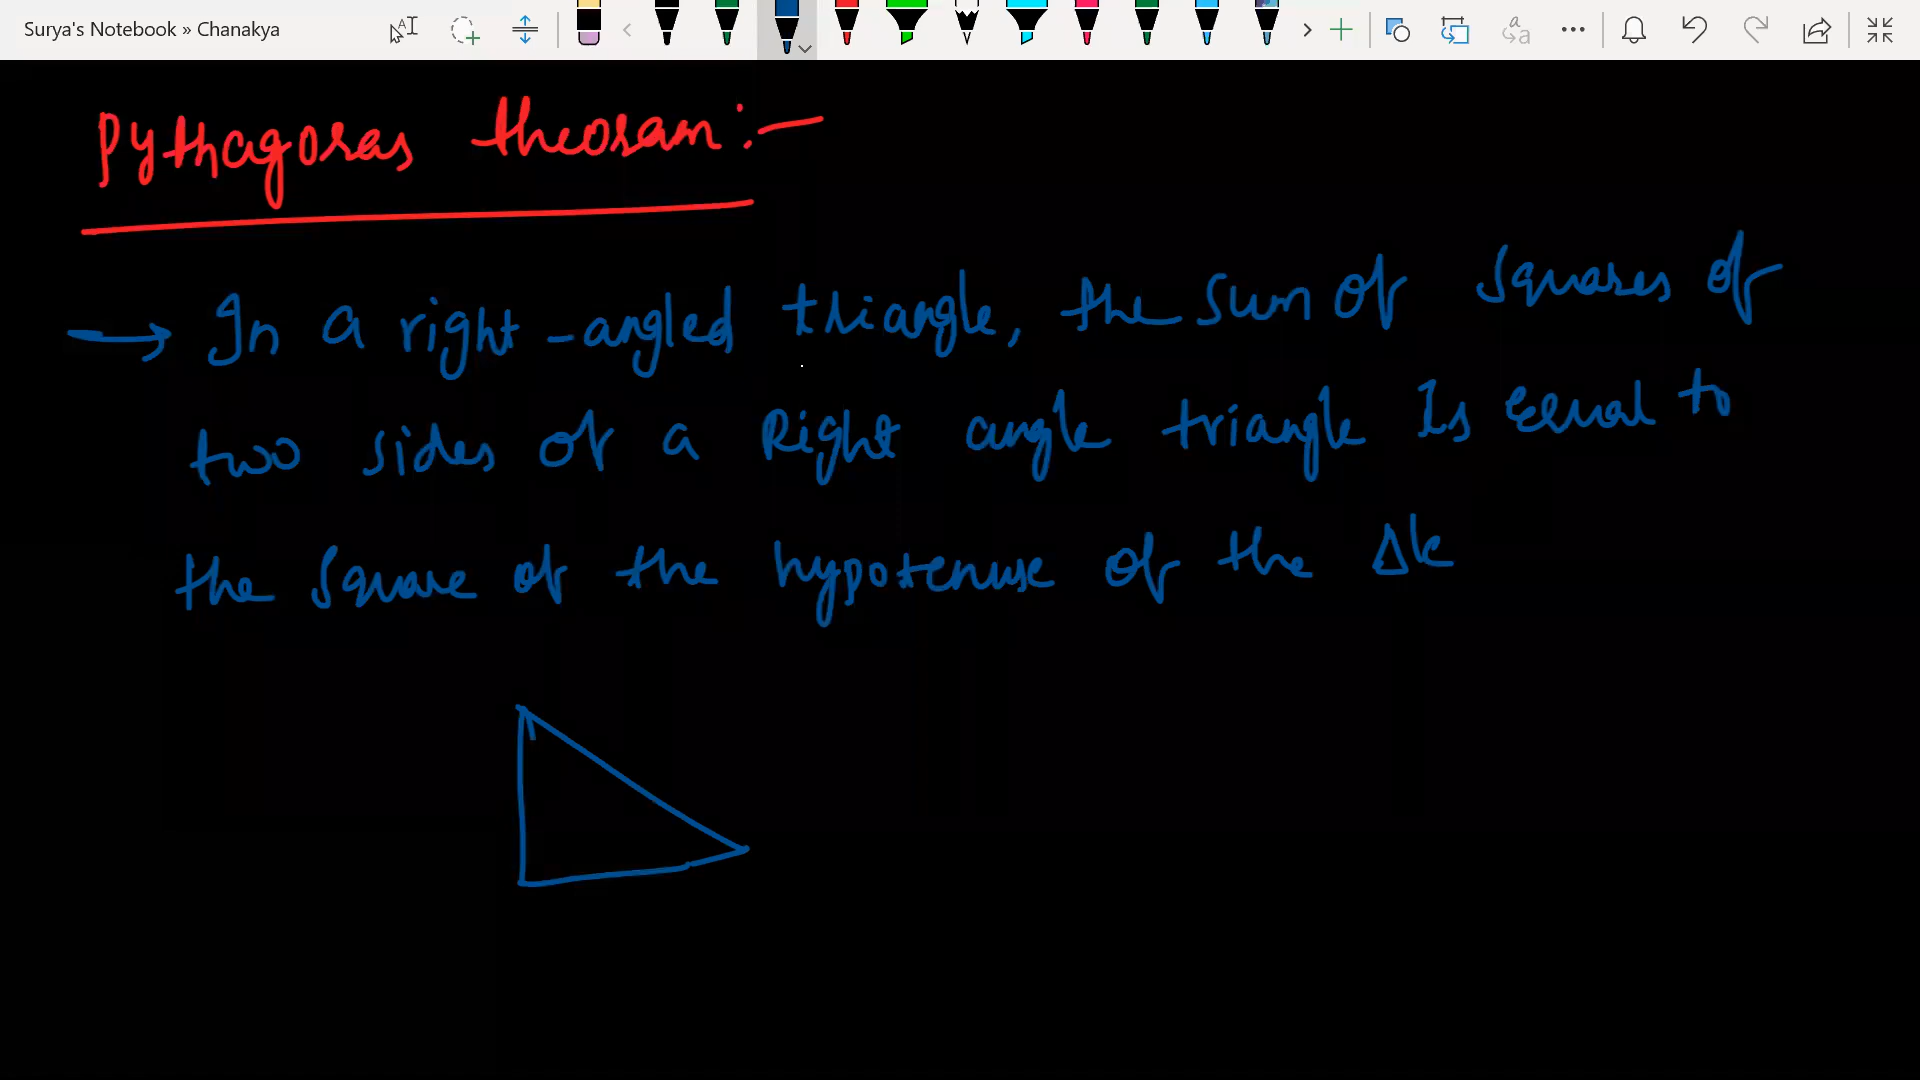 Surya's Notebook » Chanakya
Pythagoras theoram:-
→ In a right-angled triangle, the sum of squares of
two sides of a Right angle triangle Is equal to
the square of the hypotenuse of the Δle